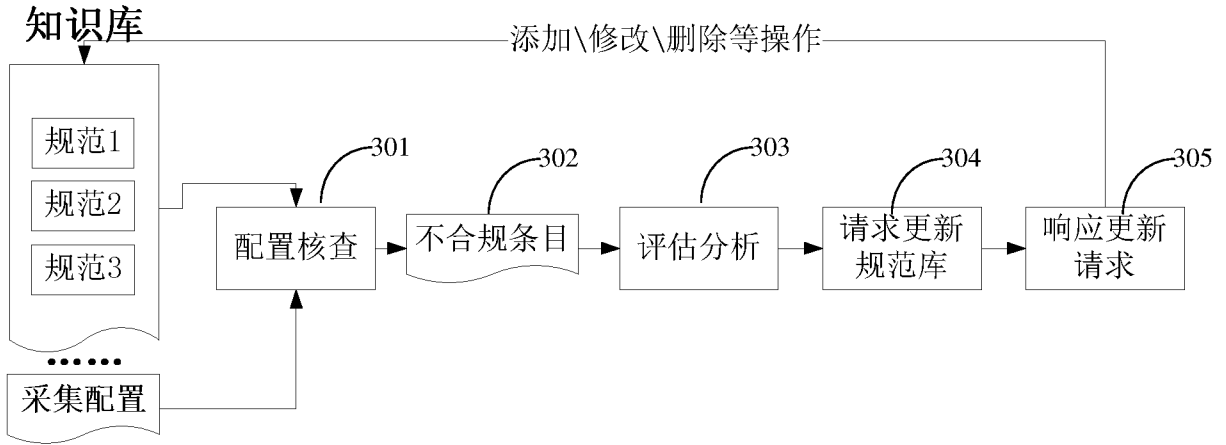 知识库
添加\修改\删除等操作
规范1
规范2
规范3
301
302
303
304
305
配置核查
不合规条目
评估分析
请求更新
规范库
响应更新
请求
……
采集配置